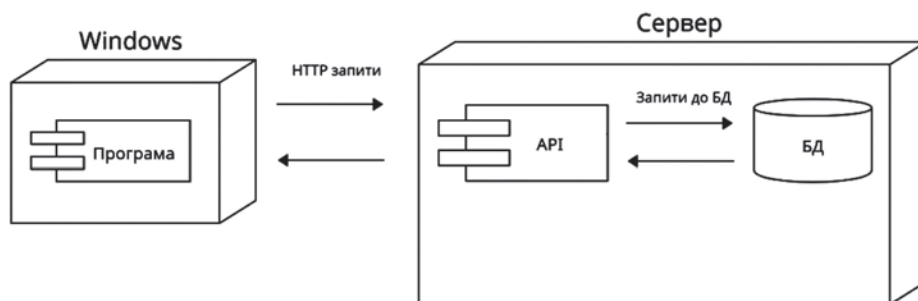 Windows
Сервер
HTTP запити
Запити до БД
Програма
API
БД